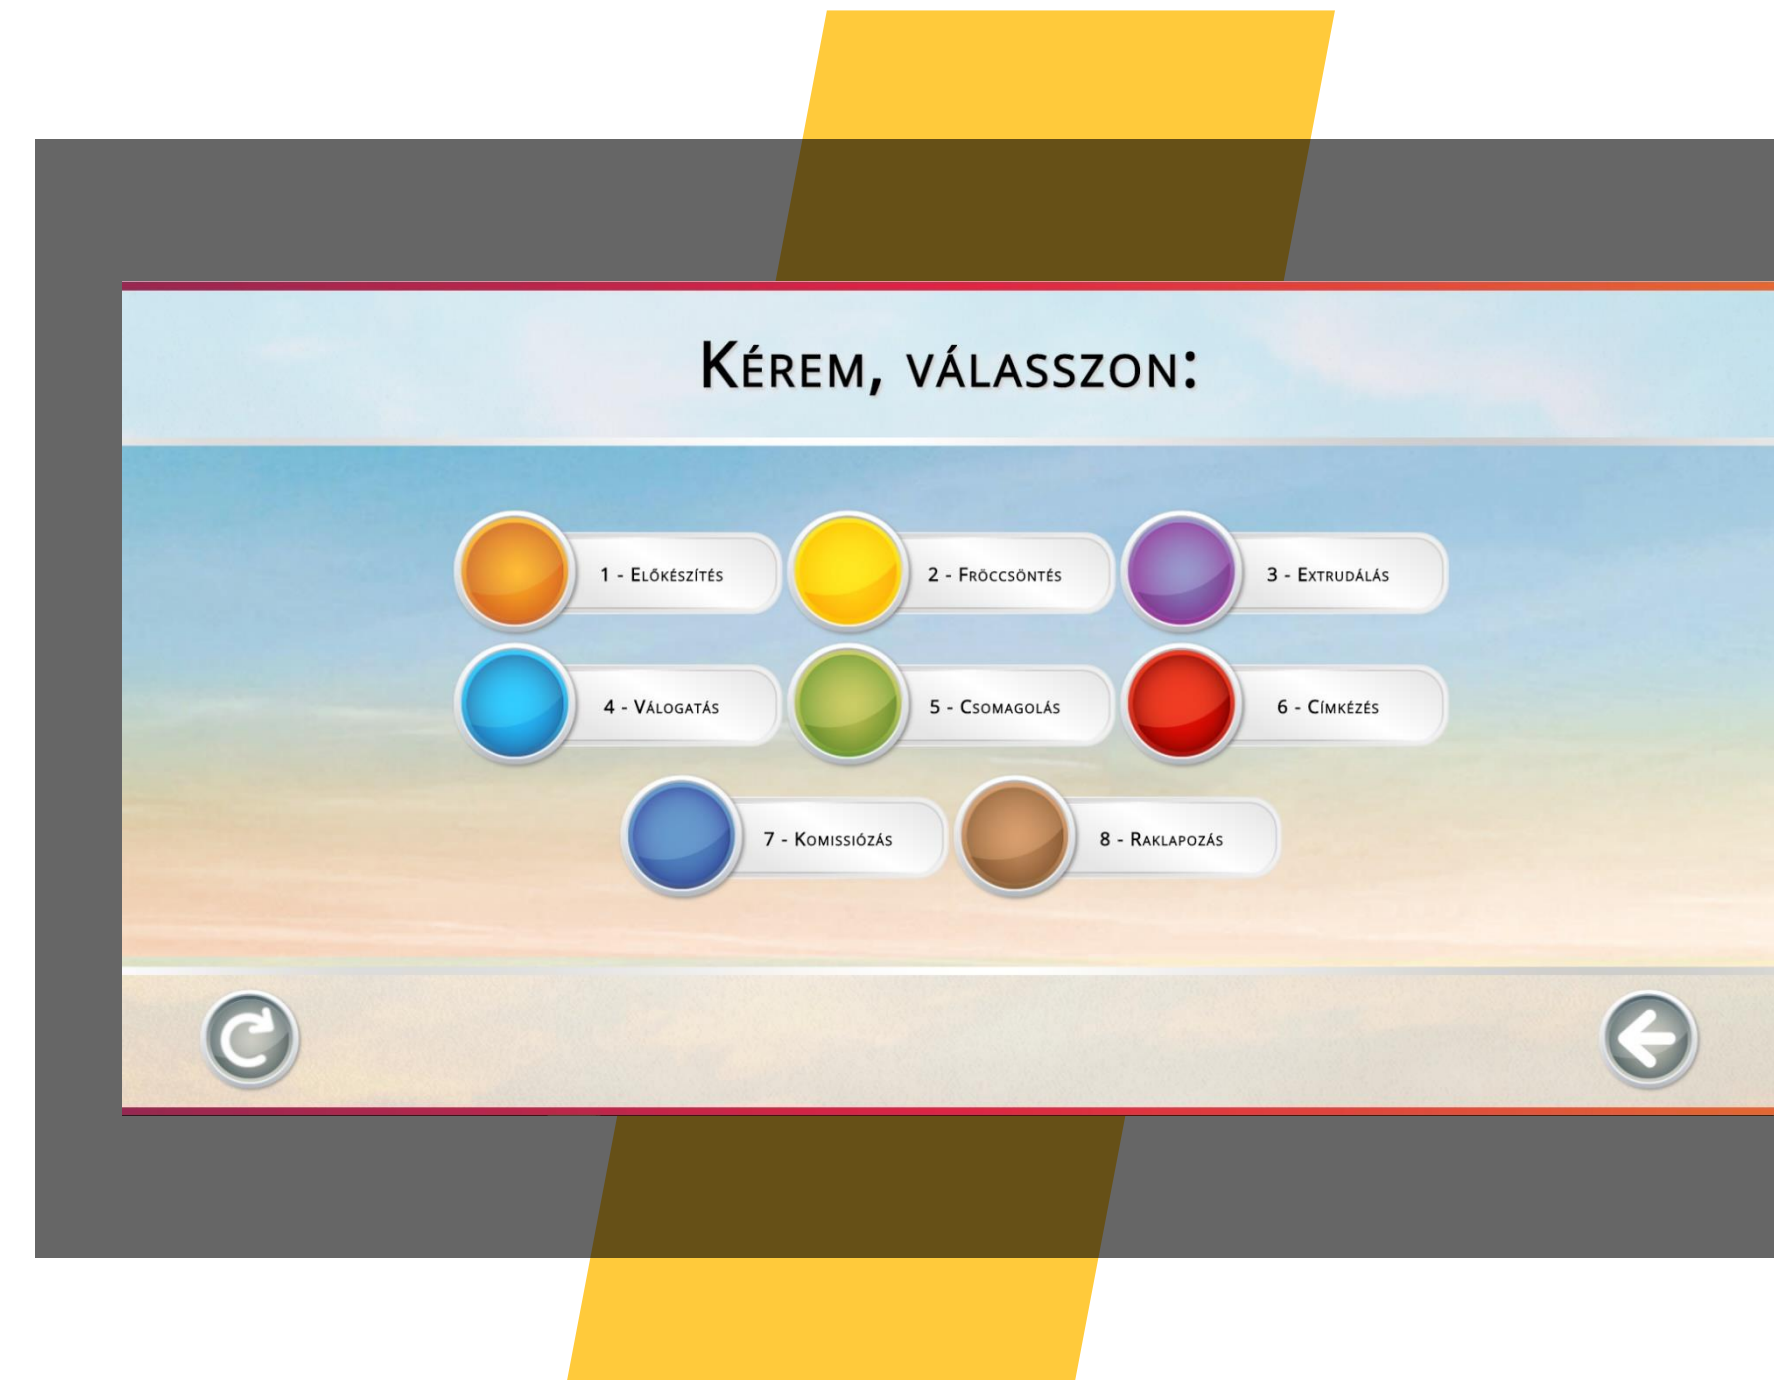 Kérem, válasszon:
1 - Előkészítés
2 - Fröccsöntés
3 - Extrudálás
4 - Válogatás
5 - Csomagolás
6 - Címkézés
7 - Komissiózás
8 - Raklapozás